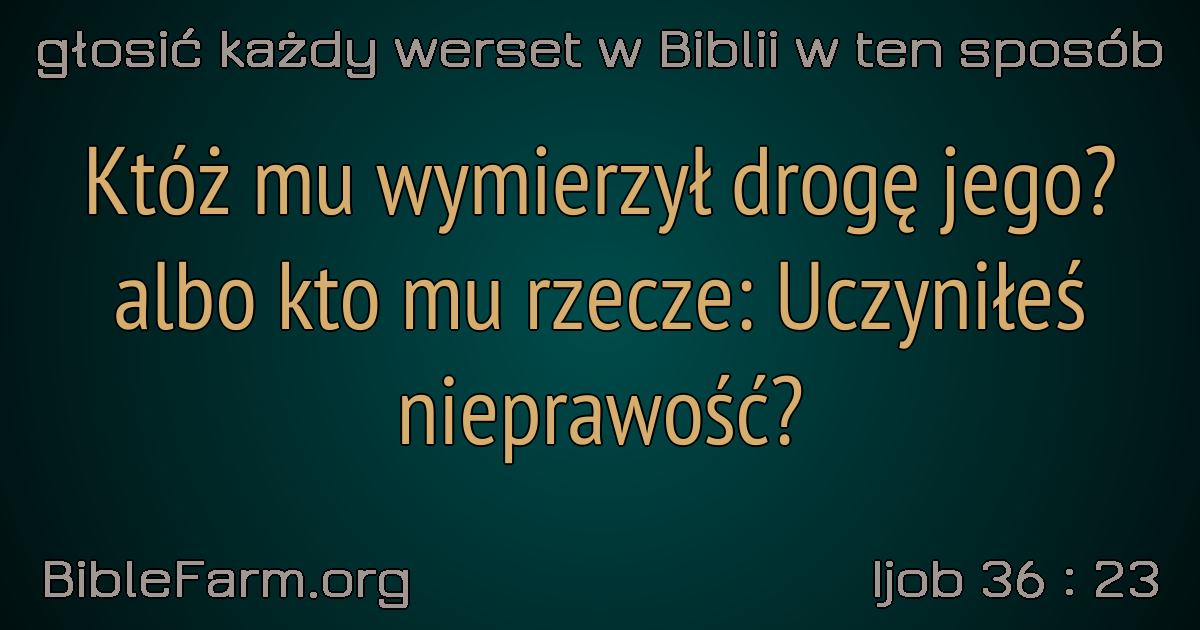 głosić każdy werset w Biblii w ten sposób
Któż mu wymierzył drogę jego?
albo kto mu rzecze: Uczyniłeś
nieprawość?
BibleFarm.org
Ijob 36 : 23